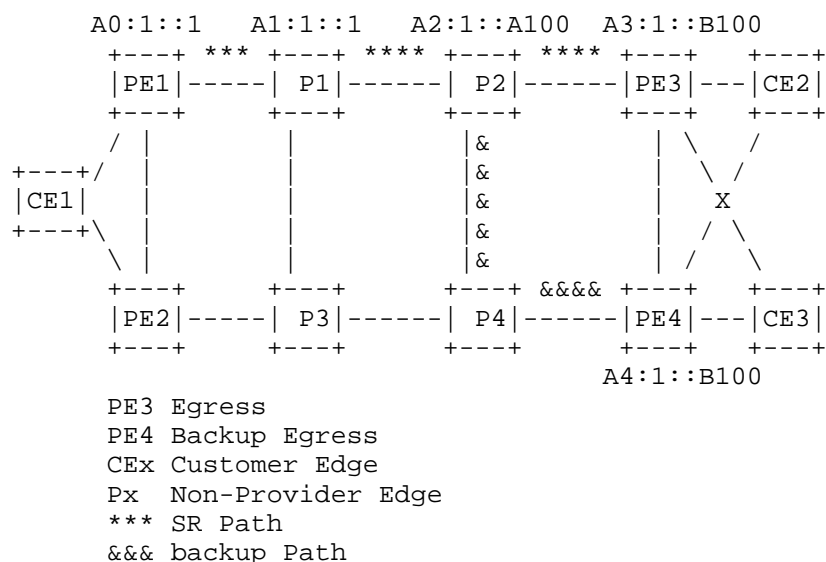 A0:1::1 A1:1::1 A2:1::A100 A3:1::B100
+---+ *** +---+ **** +---+ **** +---+ +---+
|PE1|-----| P1|------| P2|------|PE3|---|CE2|
+---+ +---+ +---+ +---+ +---+
/ | | |& | \ /
+---+/ | | |& | \ /
|CE1| | | |& | X
+---+\ | | |& | / \
\ | | |& | / \
+---+ +---+ +---+ &&&& +---+ +---+
|PE2|-----| P3|------| P4|------|PE4|---|CE3|
+---+ +---+ +---+ +---+ +---+
A4:1::B100
PE3 Egress
PE4 Backup Egress
CEx Customer Edge
Px Non-Provider Edge
*** SR Path
&&& backup Path